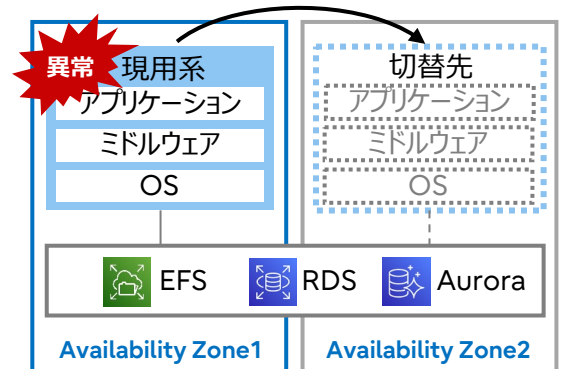 異常
現用系
アプリケーション
ミドルウェア
OS
切替先
アプリケーション
ミドルウェア
OS
EFS
RDS
Aurora
Availability Zone1
Availability Zone2